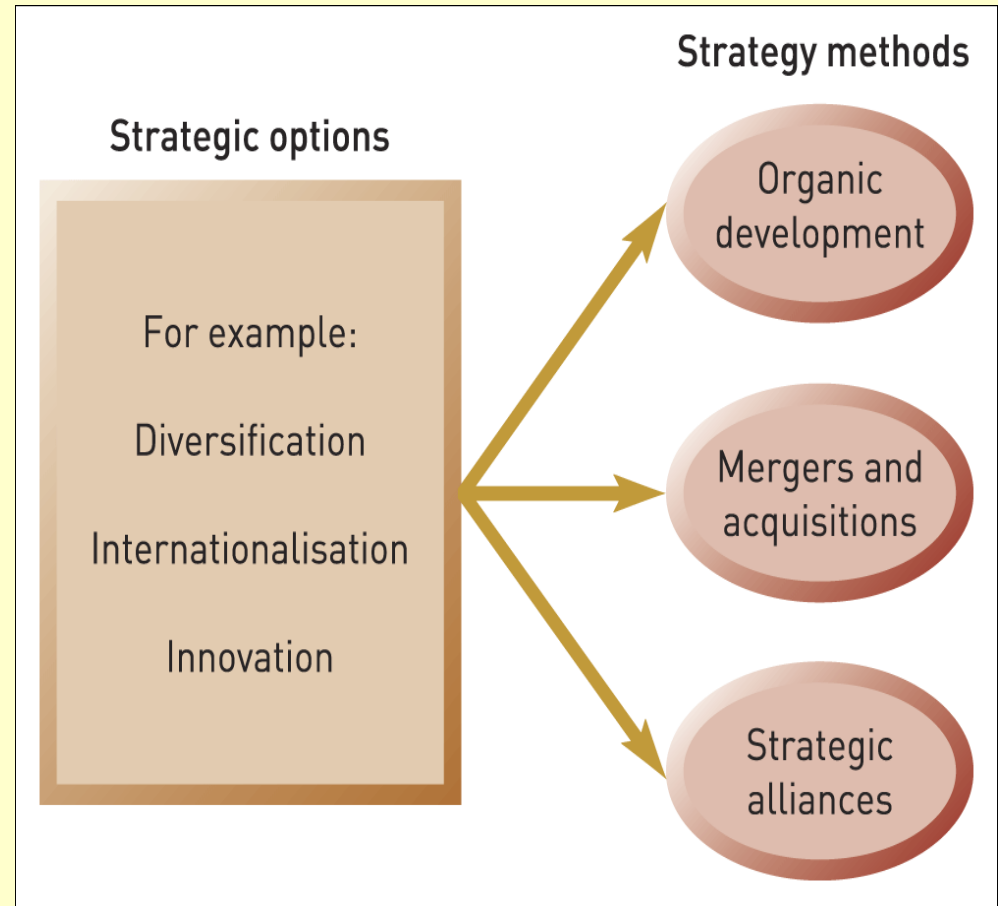 Strategy methods
Strategic options
For example:
Diversification
Internationalisation
Innovation
Organic
development
Mergers and
acquisitions
Strategic
alliances